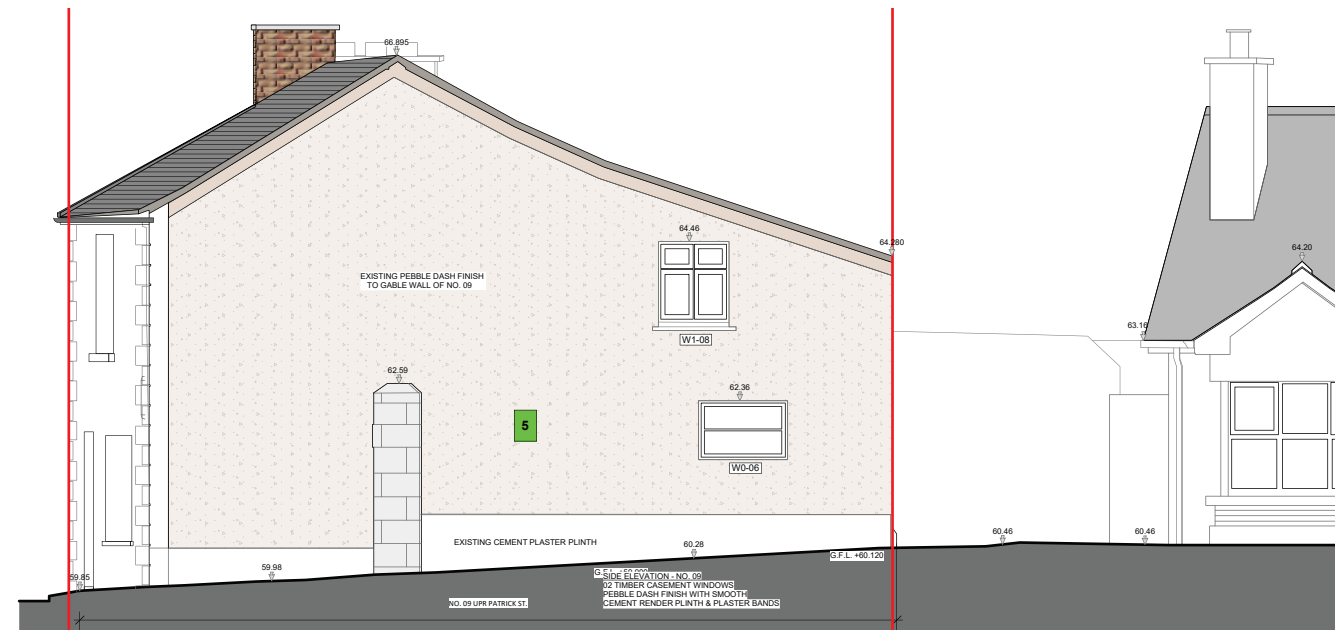 66.895
64.46
64.280
64.20
EXISTING PEBBLE DASH FINISH
TO GABLE WALL OF NO. 09
63.16
W1-08
62.59
62.36
5
W0-06
EXISTING CEMENT PLASTER PLINTH
60.28
60.46
60.46
G.F.L. +60.120
59.85
59.98
G.F.L.
SIDE ELEVATION - NO. 09
02 TIMBER CASEMENT WINDOWS
PEBBLE DASH FINISH WITH SMOOTH
CEMENT RENDER PLINTH & PLASTER BANDS
NO. 09 UPR PATRICK ST.